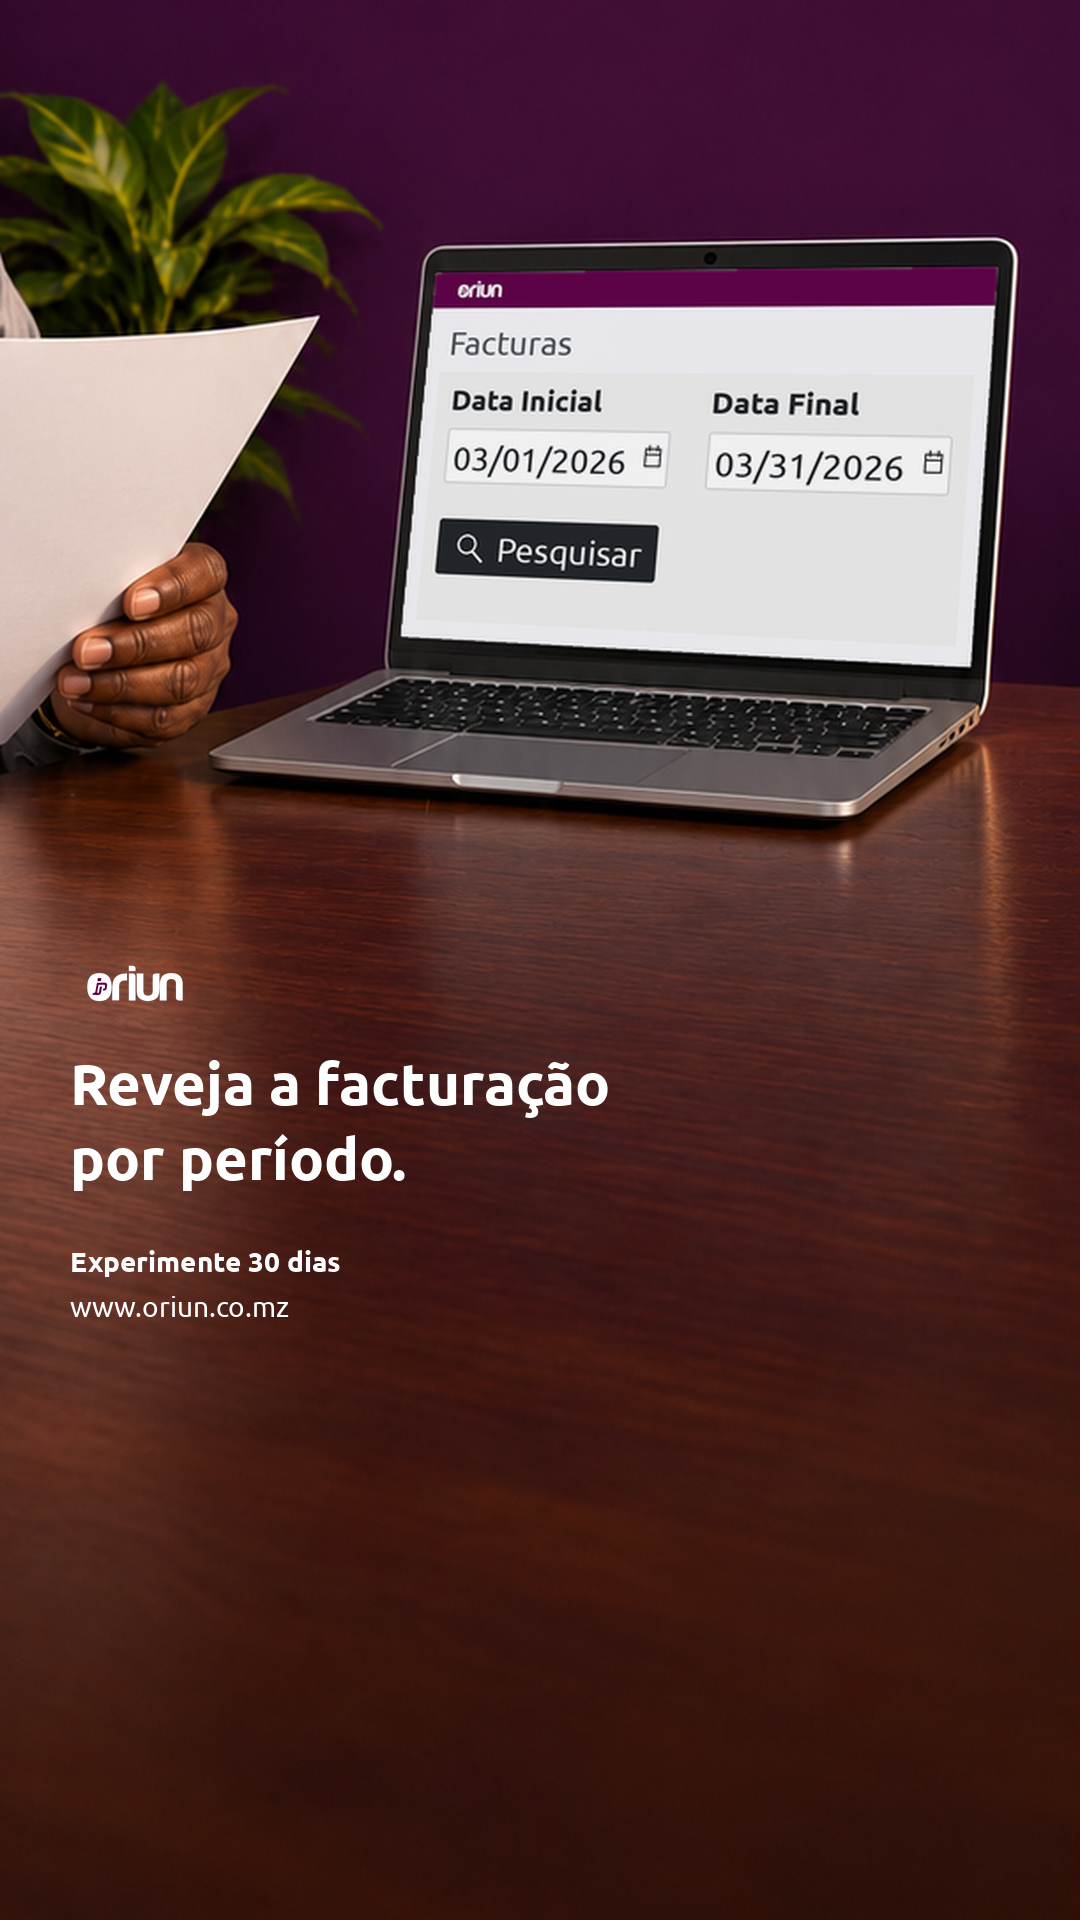 oriun
Facturas
Data Inicial
Data Final
03/01/2026
03/31/2026
Pesquisar
oriun
Reveja a facturação
por período.
Experimente 30 dias
www.oriun.co.mz